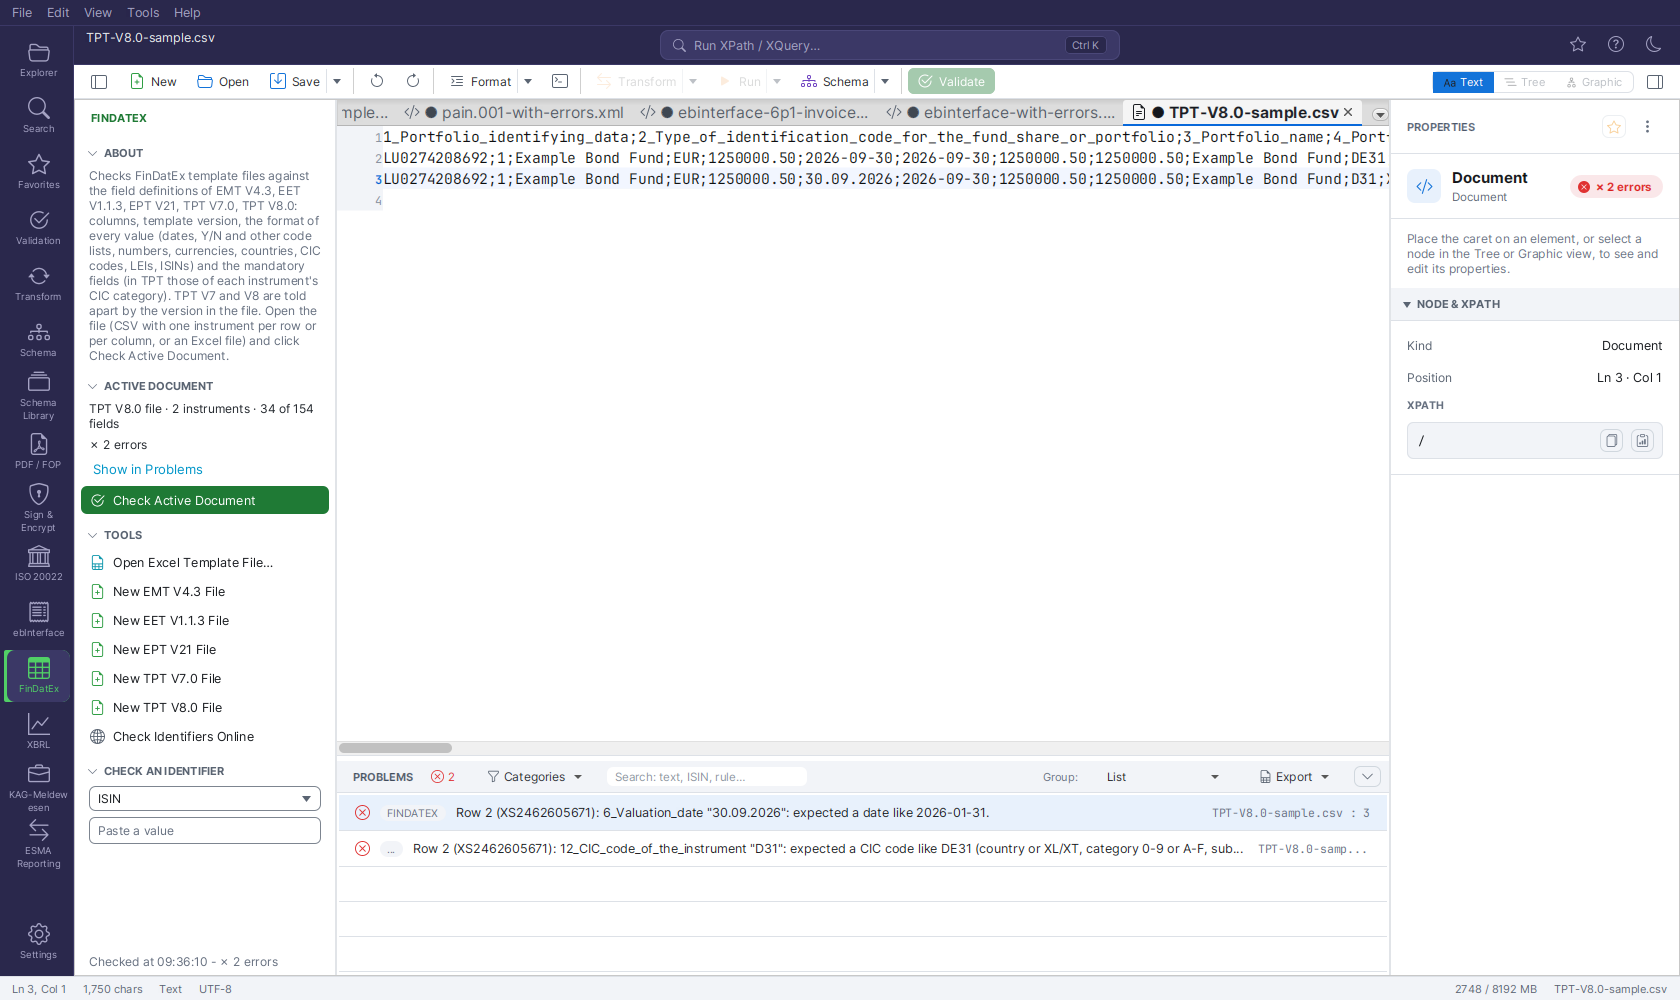 File Edit View Tools Help
TPT-V8.0-sample.csv
Run XPath / XQuery... Ctrl K
New Open Save Format Transform Run Schema Validate
Text Tree Graphic
Explorer
Search
Favorites
Validation
Transform
Schema
Schema
Library
PDF / FOP
Sign &
Encrypt
ISO 20022
ebInterface
FinDatEx
XBRL
KAG-Meldew
esen
ESMA
Reporting
Settings
FINDATEX
ABOUT
Checks FinDatEx template files against
the field definitions of EMT V4.3, EET
V1.1.3, EPT V21, TPT V7.0, TPT V8.0:
columns, template version, the format of
every value (dates, Y/N and other code
lists, numbers, currencies, countries, CIC
codes, LEIs, ISINs) and the mandatory
fields (in TPT those of each instrument's
CIC category). TPT V7 and V8 are told
apart by the version in the file. Open the
file (CSV with one instrument per row or
per column, or an Excel file) and click
Check Active Document.
ACTIVE DOCUMENT
TPT V8.0 file · 2 instruments · 34 of 154
fields
× 2 errors
Show in Problems
Check Active Document
TOOLS
Open Excel Template File...
New EMT V4.3 File
New EET V1.1.3 File
New EPT V21 File
New TPT V7.0 File
New TPT V8.0 File
Check Identifiers Online
CHECK AN IDENTIFIER
ISIN
Paste a value
Checked at 09:36:10 - × 2 errors
mple... pain.001-with-errors.xml ebinterface-6p1-invoice... ebinterface-with-errors.... TPT-V8.0-sample.csv
1 1_Portfolio_identifying_data;2_Type_of_identification_code_for_the_fund_share_or_portfolio;3_Portfolio_name;4_Port
2 LU0274208692;1;Example Bond Fund;EUR;1250000.50;2026-09-30;2026-09-30;1250000.50;1250000.50;Example Bond Fund;DE31
3 LU0274208692;1;Example Bond Fund;EUR;1250000.50;30.09.2026;2026-09-30;1250000.50;1250000.50;Example Bond Fund;D31;X
4
PROBLEMS 2 Categories Search: text, ISIN, rule... Group: List Export
FINDATEX Row 2 (XS2462605671): 6_Valuation_date "30.09.2026": expected a date like 2026-01-31. TPT-V8.0-sample.csv : 3
... Row 2 (XS2462605671): 12_CIC_code_of_the_instrument "D31": expected a CIC code like DE31 (country or XL/XT, category 0-9 or A-F, sub... TPT-V8.0-samp...
PROPERTIES
Document × 2 errors
Document
Place the caret on an element, or select a
node in the Tree or Graphic view, to see and
edit its properties.
NODE & XPATH
Kind Document
Position Ln 3 · Col 1
XPATH
/
Ln 3, Col 1 1,750 chars Text UTF-8 2748 / 8192 MB TPT-V8.0-sample.csv